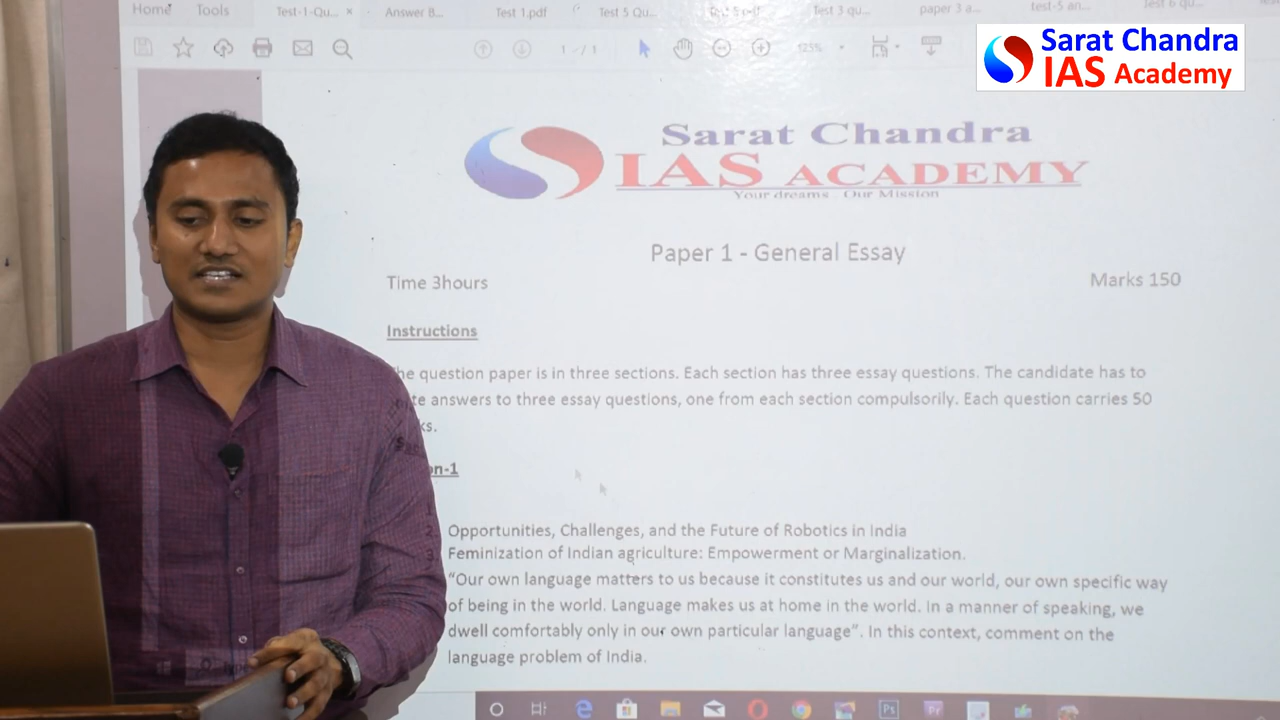 Home Tools Test-1-Qu... × Answer B... Test 1.pdf Test 5 Qu... Test 3 qu... paper 3 a... test-5 an... Test 6 qu...
1 / 1 125%
Sarat Chandra
IAS Academy
Sarat Chandra
IAS ACADEMY
Your dreams . Our Mission
Paper 1 - General Essay
Time 3hours Marks 150
Instructions
The question paper is in three sections. Each section has three essay questions. The candidate has to
answers to three essay questions, one from each section compulsorily. Each question carries 50
ks.
on-1
1.
2. Opportunities, Challenges, and the Future of Robotics in India
3. Feminization of Indian agriculture: Empowerment or Marginalization.
"Our own language matters to us because it constitutes us and our world, our own specific way
of being in the world. Language makes us at home in the world. In a manner of speaking, we
dwell comfortably only in our own particular language". In this context, comment on the
language problem of India.